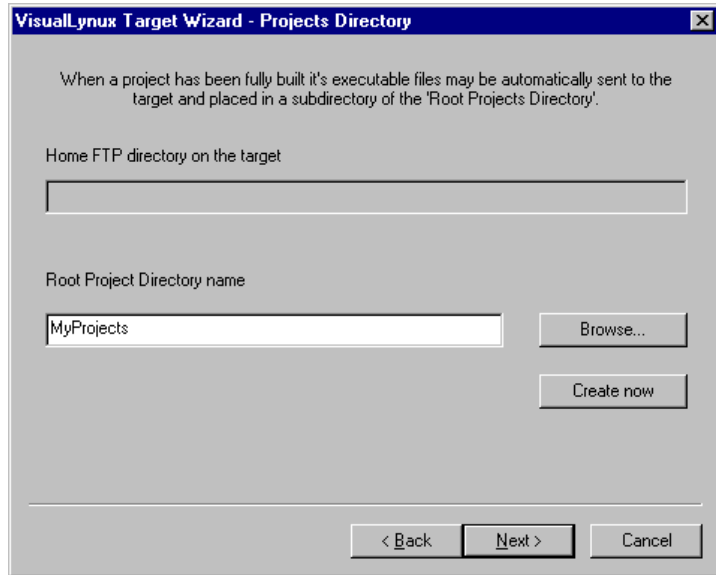 VisualLynux Target Wizard - Projects Directory
When a project has been fully built it's executable files may be automatically sent to the
target and placed in a subdirectory of the 'Root Projects Directory'.
Home FTP directory on the target
Root Project Directory name
MyProjects
Browse...
Create now
< Back
Next >
Cancel